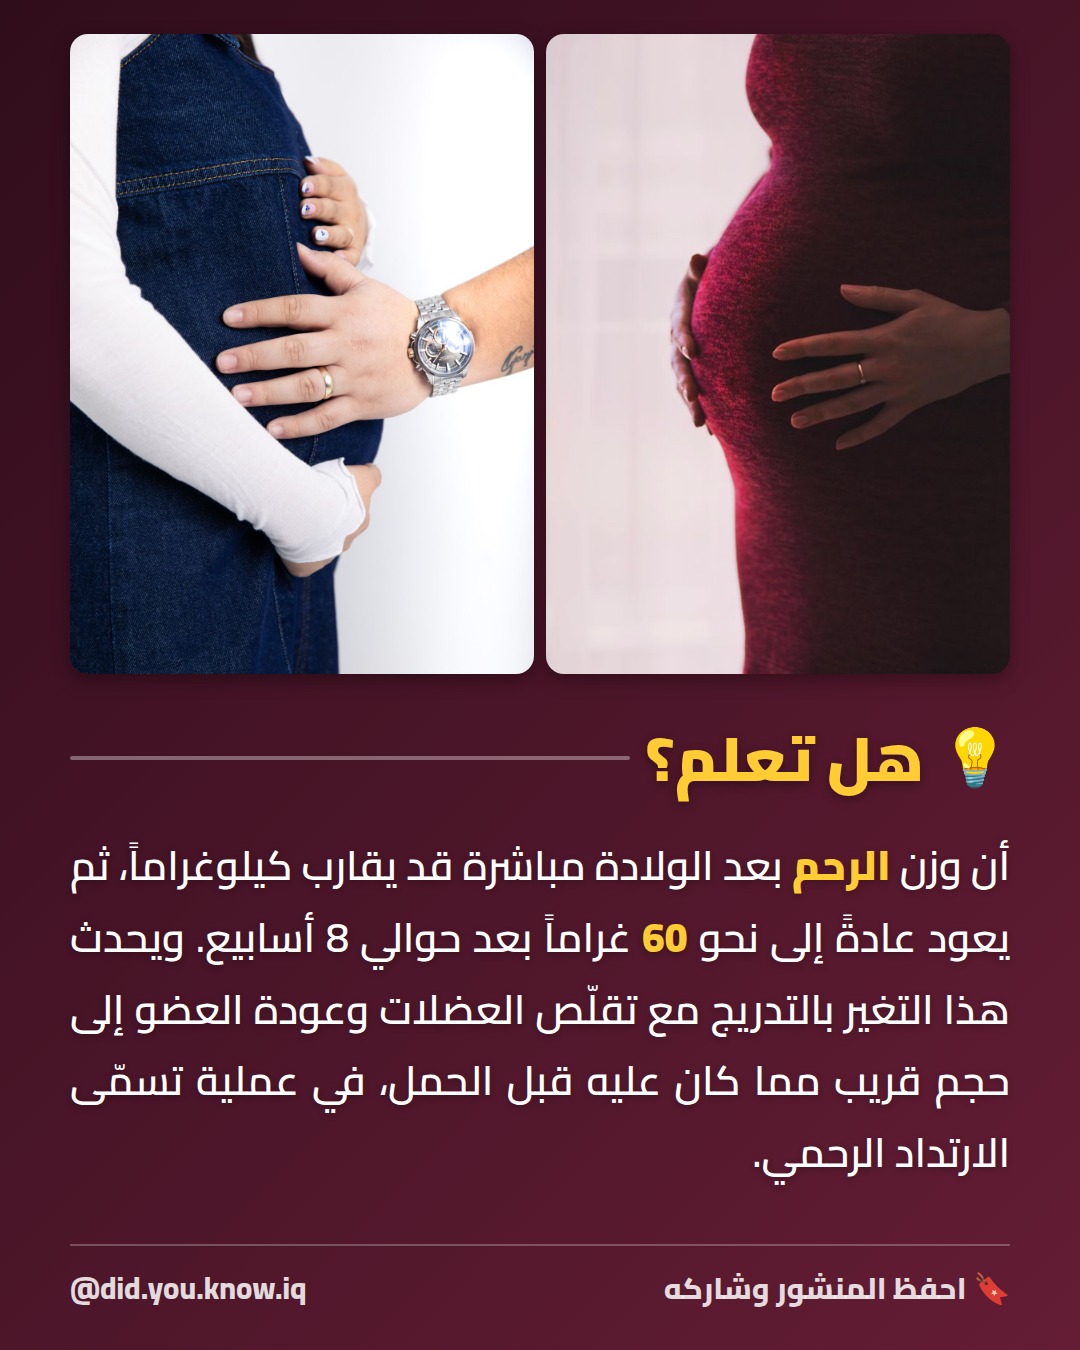 هل تعلم؟
أن وزن الرحم بعد الولادة مباشرة قد يقارب كيلوغراماً، ثم
يعود عادةً إلى نحو 60 غراماً بعد حوالي 8 أسابيع. ويحدث
هذا التغير بالتدريج مع تقلّص العضلات وعودة العضو إلى
حجم قريب مما كان عليه قبل الحمل، في عملية تسمّى
الارتداد الرحمي.
احفظ المنشور وشاركه
@did.you.know.iq